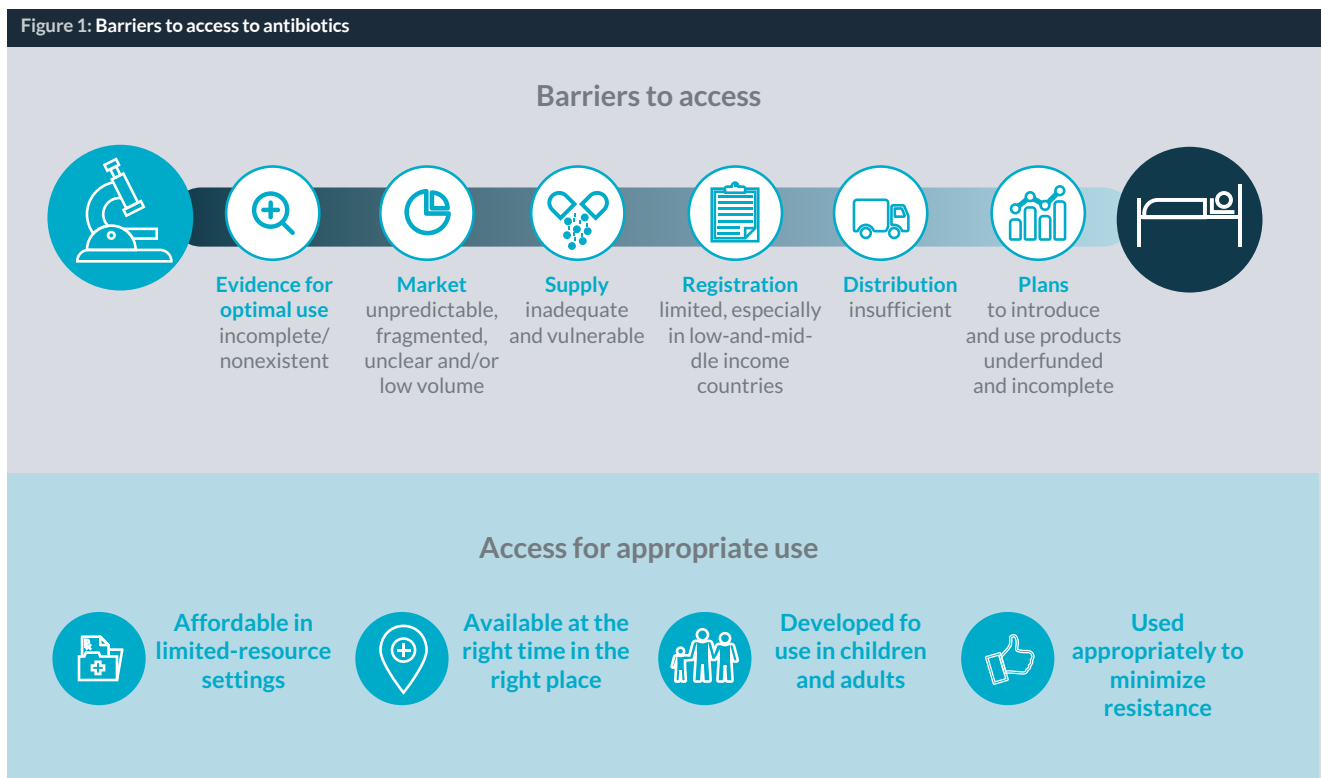 Figure 1: Barriers to access to antibiotics
Barriers to access
Evidence for
optimal use
incomplete/
nonexistent
Market
unpredictable,
fragmented,
unclear and/or
low volume
Supply
inadequate
and vulnerable
Registration
limited, especially
in low-and-mid-
dle income
countries
Distribution
insufficient
Plans
to introduce
and use products
underfunded
and incomplete
Access for appropriate use
Affordable in
limited-resource
settings
Available at the
right time in the
right place
Developed fo
use in children
and adults
Used
appropriately to
minimize
resistance